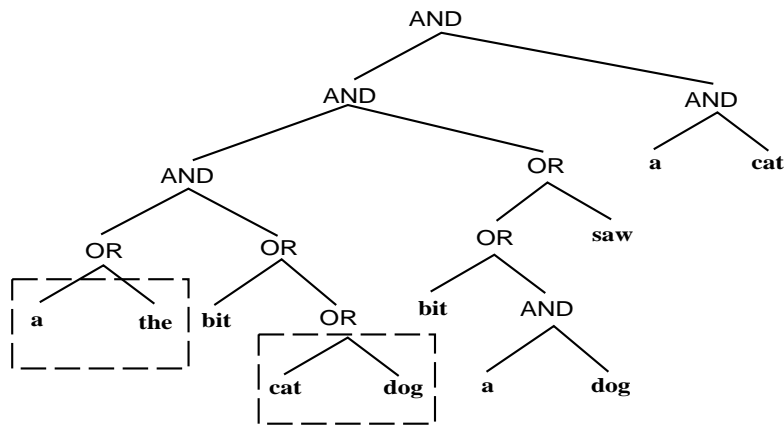 AND
AND AND
a cat
AND OR
saw
OR OR OR
a the bit bit AND
OR
cat dog a dog